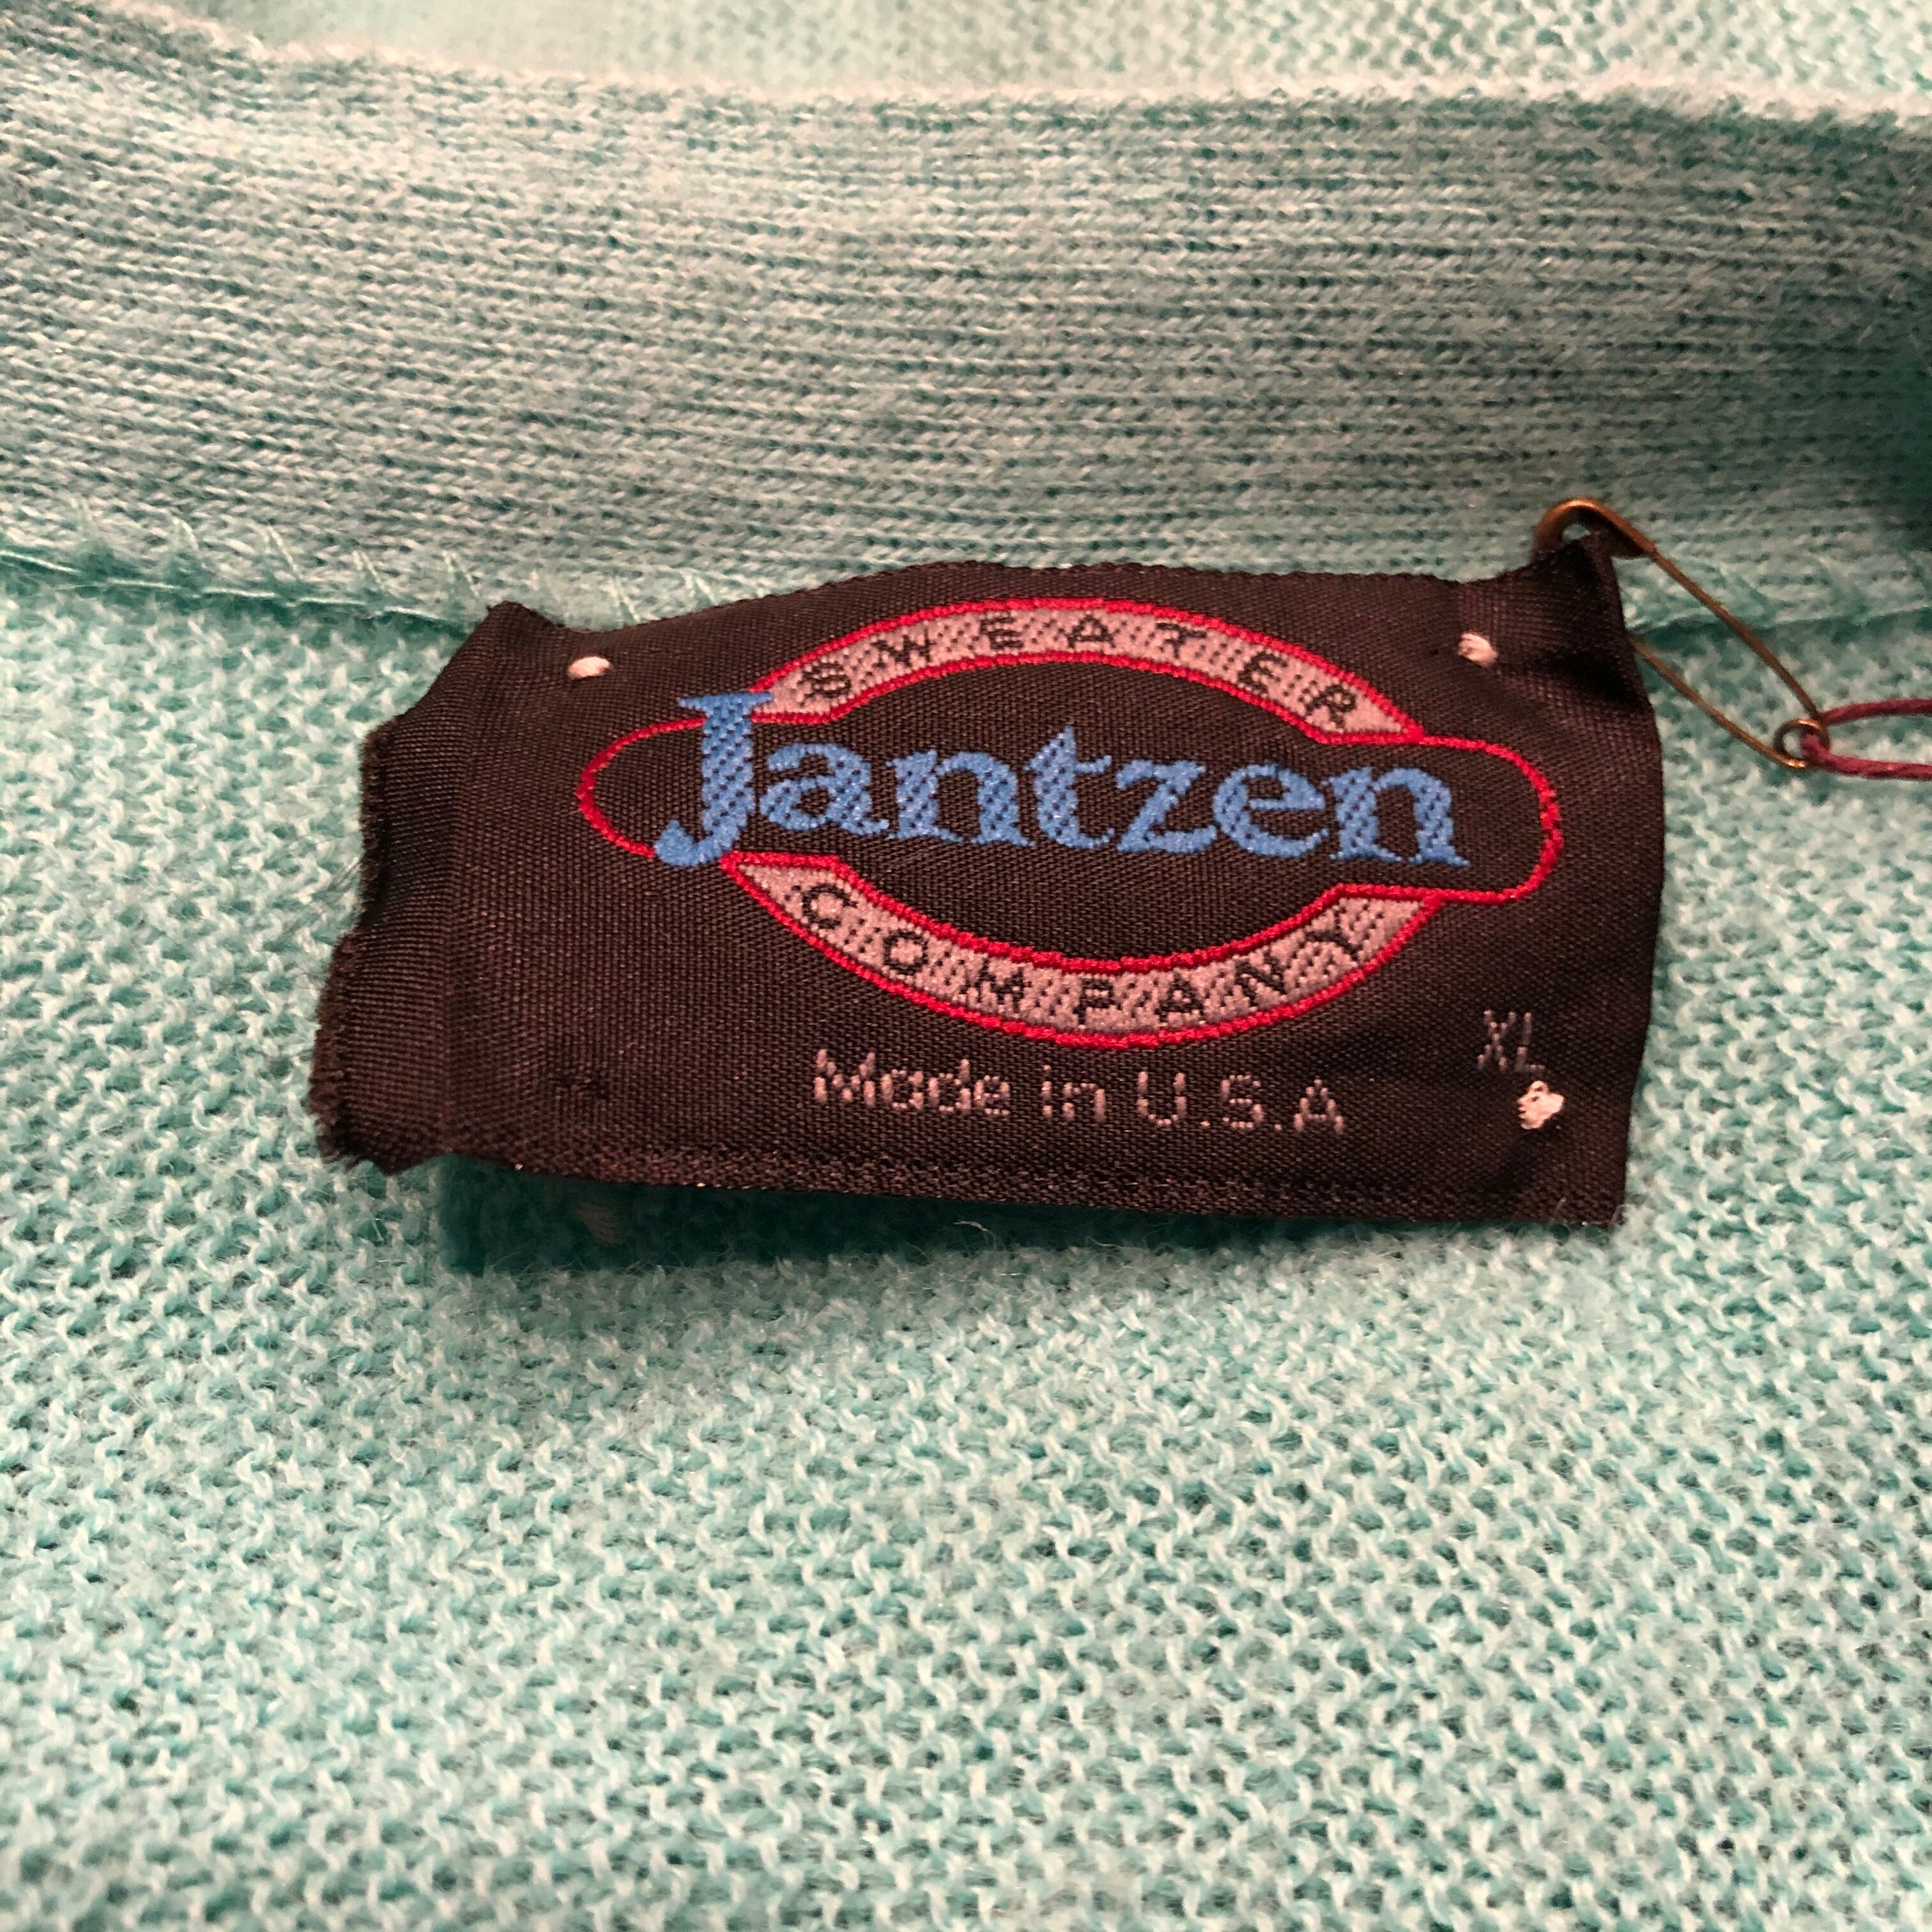 SWEATER
Jantzen
COMPANY
XL
Made in U.S.A